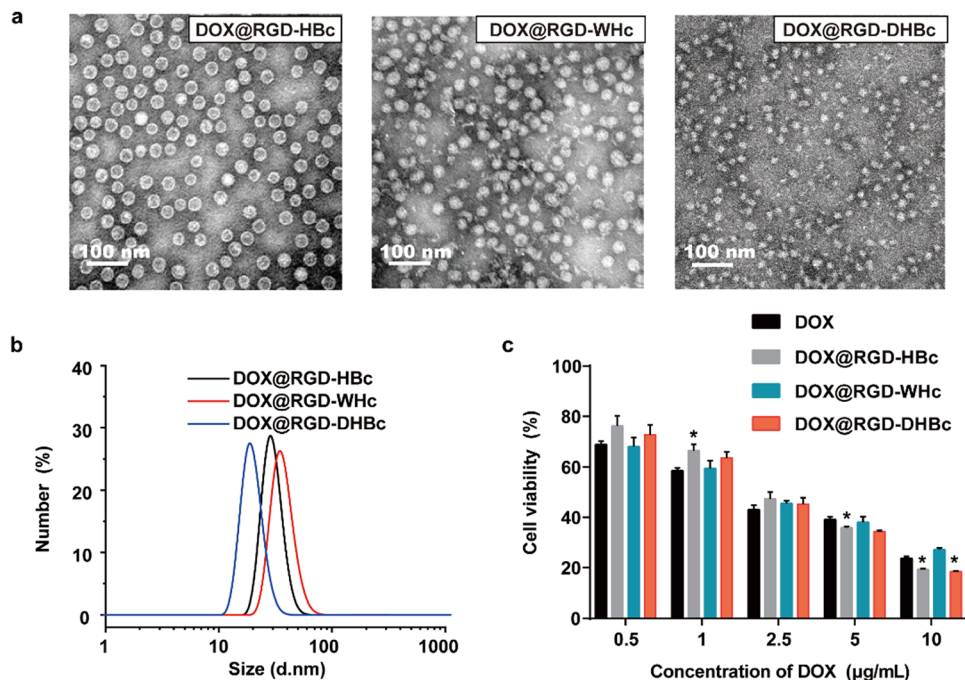 a
DOX@RGD-HBc
DOX@RGD-WHc
DOX@RGD-DHBc
100 nm
100 nm
100 nm
b
40
30
20
10
0
Number (%)
DOX@RGD-HBc
DOX@RGD-WHc
DOX@RGD-DHBc
1
10
100
1000
Size (d.nm)
c
DOX
DOX@RGD-HBc
DOX@RGD-WHc
DOX@RGD-DHBc
100
80
60
40
20
0
Cell viability (%)
*
*
*
*
0.5
1
2.5
5
10
Concentration of DOX (μg/mL)